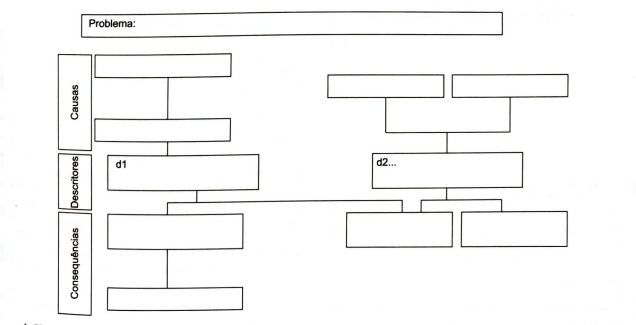 Problema:
Causas
Descritores
d1
d2...
Consequências